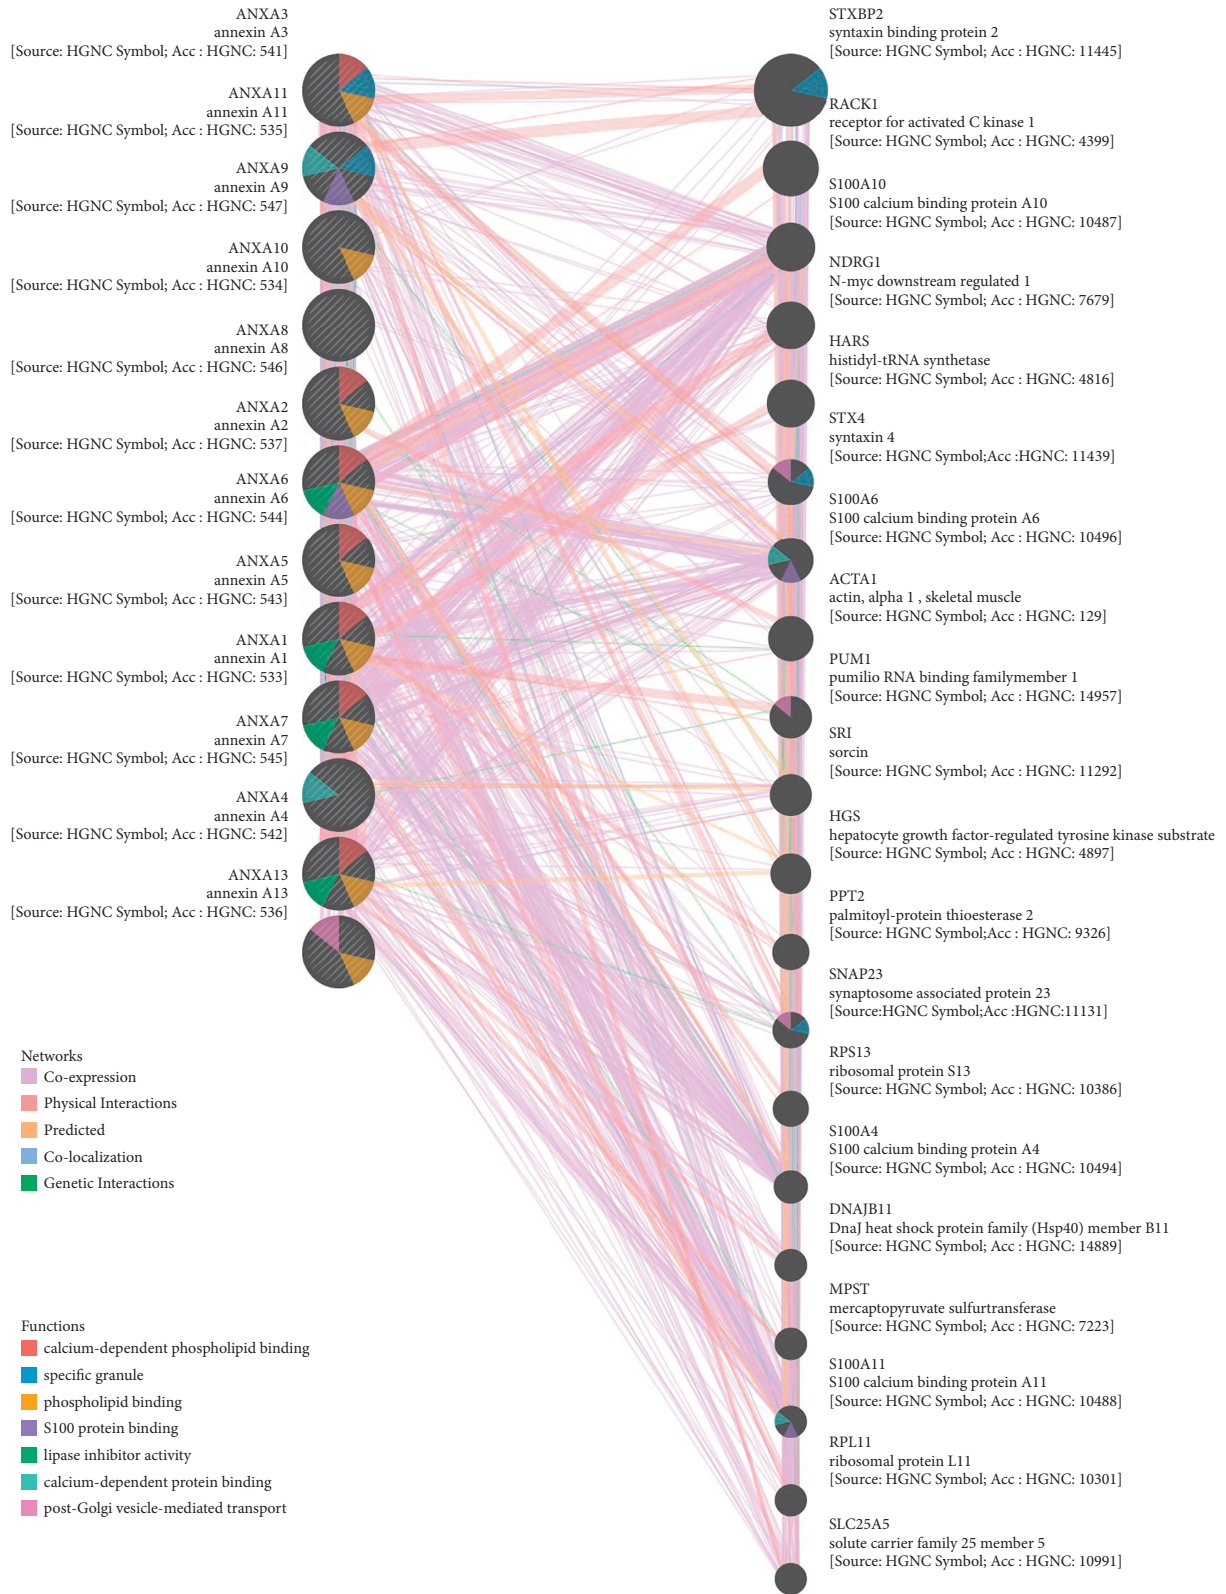 ANXA3
annexin A3
[Source: HGNC Symbol; Acc : HGNC: 541]
ANXA11
annexin A11
[Source: HGNC Symbol; Acc : HGNC: 535]
ANXA9
annexin A9
[Source: HGNC Symbol; Acc : HGNC: 547]
ANXA10
annexin A10
[Source: HGNC Symbol; Acc : HGNC: 534]
ANXA8
annexin A8
[Source: HGNC Symbol; Acc : HGNC: 546]
ANXA2
annexin A2
[Source: HGNC Symbol; Acc : HGNC: 537]
ANXA6
annexin A6
[Source: HGNC Symbol; Acc : HGNC: 544]
ANXA5
annexin A5
[Source: HGNC Symbol; Acc : HGNC: 543]
ANXA1
annexin A1
[Source: HGNC Symbol; Acc : HGNC: 533]
ANXA7
annexin A7
[Source: HGNC Symbol; Acc : HGNC: 545]
ANXA4
annexin A4
[Source: HGNC Symbol; Acc : HGNC: 542]
ANXA13
annexin A13
[Source: HGNC Symbol; Acc : HGNC: 536]
Networks
Co-expression
Physical Interactions
Predicted
Co-localization
Genetic Interactions
Functions
calcium-dependent phospholipid binding
specific granule
phospholipid binding
S100 protein binding
lipase inhibitor activity
calcium-dependent protein binding
post-Golgi vesicle-mediated transport
STXBP2
syntaxin binding protein 2
[Source: HGNC Symbol; Acc : HGNC: 11445]
RACK1
receptor for activated C kinase 1
[Source: HGNC Symbol; Acc : HGNC: 4399]
S100A10
S100 calcium binding protein A10
[Source: HGNC Symbol; Acc : HGNC: 10487]
NDRG1
N-myc downstream regulated 1
[Source: HGNC Symbol; Acc : HGNC: 7679]
HARS
histidyl-tRNA synthetase
[Source: HGNC Symbol; Acc : HGNC: 4816]
STX4
syntaxin 4
[Source: HGNC Symbol;Acc :HGNC: 11439]
S100A6
S100 calcium binding protein A6
[Source: HGNC Symbol; Acc : HGNC: 10496]
ACTA1
actin, alpha 1 , skeletal muscle
[Source: HGNC Symbol; Acc : HGNC: 129]
PUM1
pumilio RNA binding familymember 1
[Source: HGNC Symbol; Acc : HGNC: 14957]
SRI
sorcin
[Source: HGNC Symbol; Acc : HGNC: 11292]
HGS
hepatocyte growth factor-regulated tyrosine kinase substrate
[Source: HGNC Symbol; Acc : HGNC: 4897]
PPT2
palmitoyl-protein thioesterase 2
[Source: HGNC Symbol;Acc : HGNC: 9326]
SNAP23
synaptosome associated protein 23
[Source:HGNC Symbol;Acc :HGNC:11131]
RPS13
ribosomal protein S13
[Source: HGNC Symbol; Acc : HGNC: 10386]
S100A4
S100 calcium binding protein A4
[Source: HGNC Symbol; Acc : HGNC: 10494]
DNAJB11
DnaJ heat shock protein family (Hsp40) member B11
[Source: HGNC Symbol; Acc : HGNC: 14889]
MPST
mercaptopyruvate sulfurtransferase
[Source: HGNC Symbol; Acc : HGNC: 7223]
S100A11
S100 calcium binding protein A11
[Source: HGNC Symbol; Acc : HGNC: 10488]
RPL11
ribosomal protein L11
[Source: HGNC Symbol; Acc : HGNC: 10301]
SLC25A5
solute carrier family 25 member 5
[Source: HGNC Symbol; Acc : HGNC: 10991]